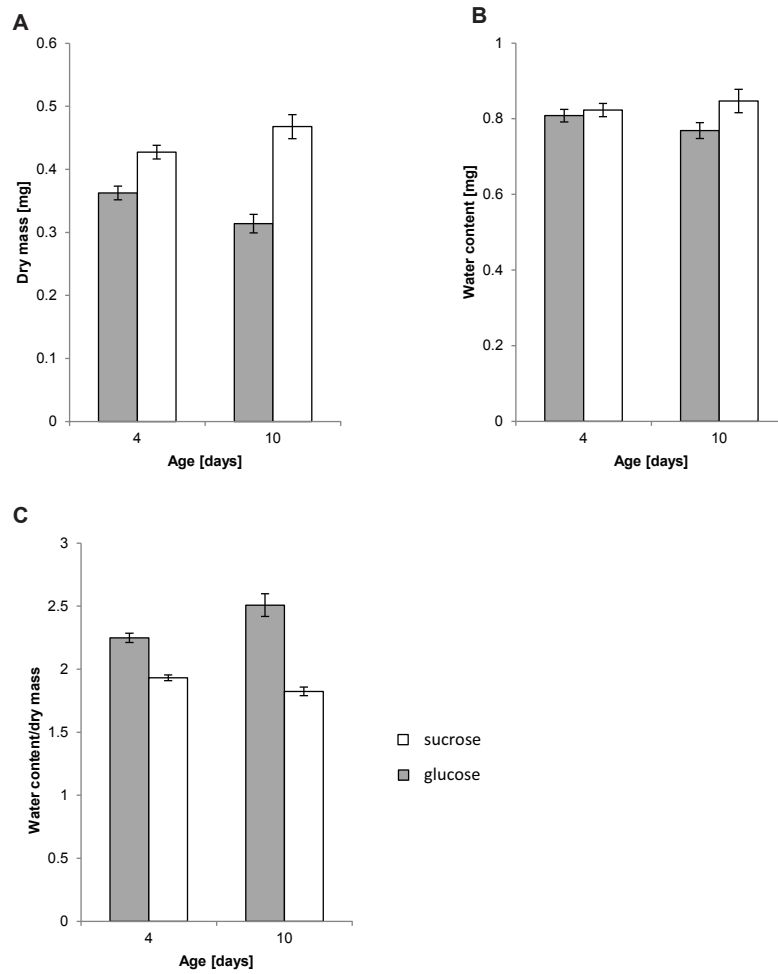 A
0.6
0.5
0.4
0.3
0.2
0.1
0
Dry mass [mg]
4 10
Age [days]
B
1
0.8
0.6
0.4
0.2
0
Water content [mg]
4 10
Age [days]
C
3
2.5
2
1.5
1
0.5
0
Water content/dry mass
4 10
Age [days]
sucrose
glucose